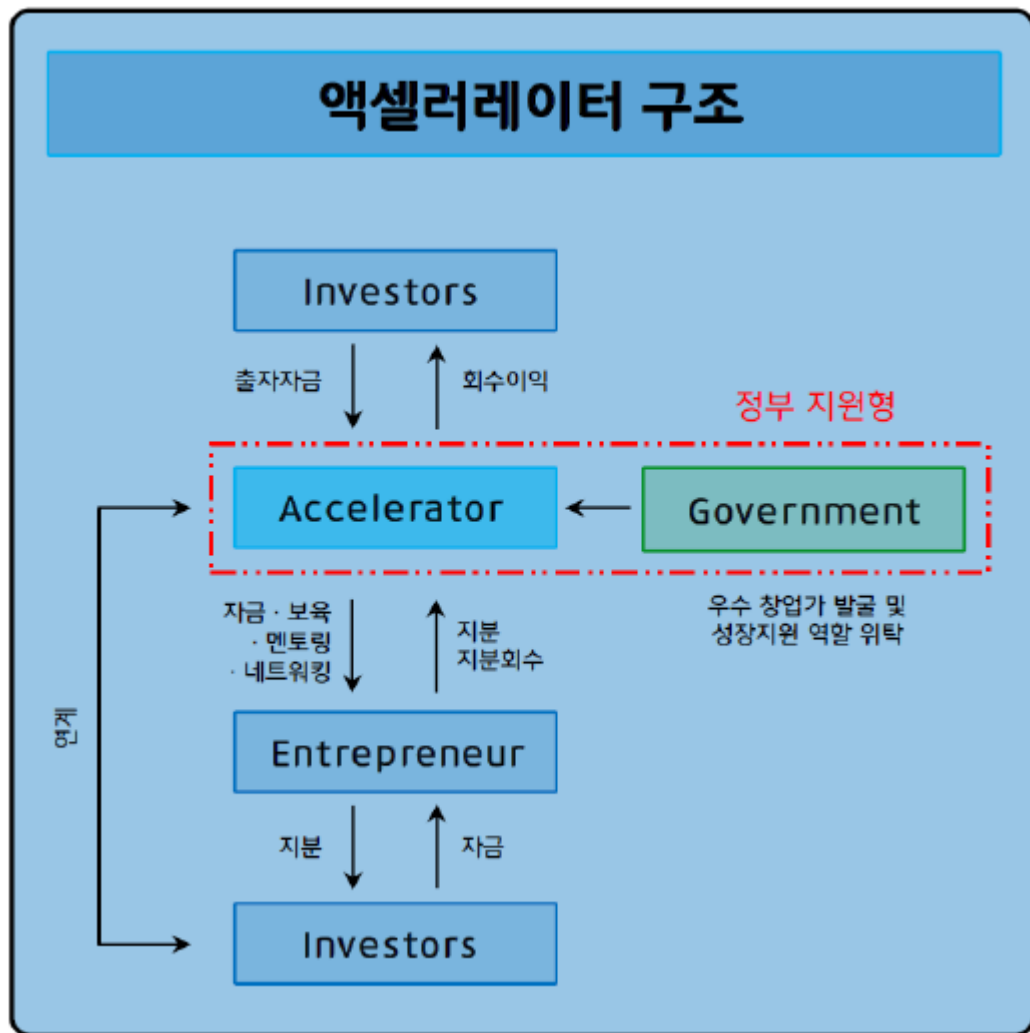 액셀러레이터 구조
Investors
출자자금
회수이익
정부 지원형
Accelerator
Government
우수 창업가 발굴 및
성장지원 역할 위탁
자금 · 보육
· 멘토링
· 네트워킹
지분
지분회수
연계
Entrepreneur
지분
자금
Investors